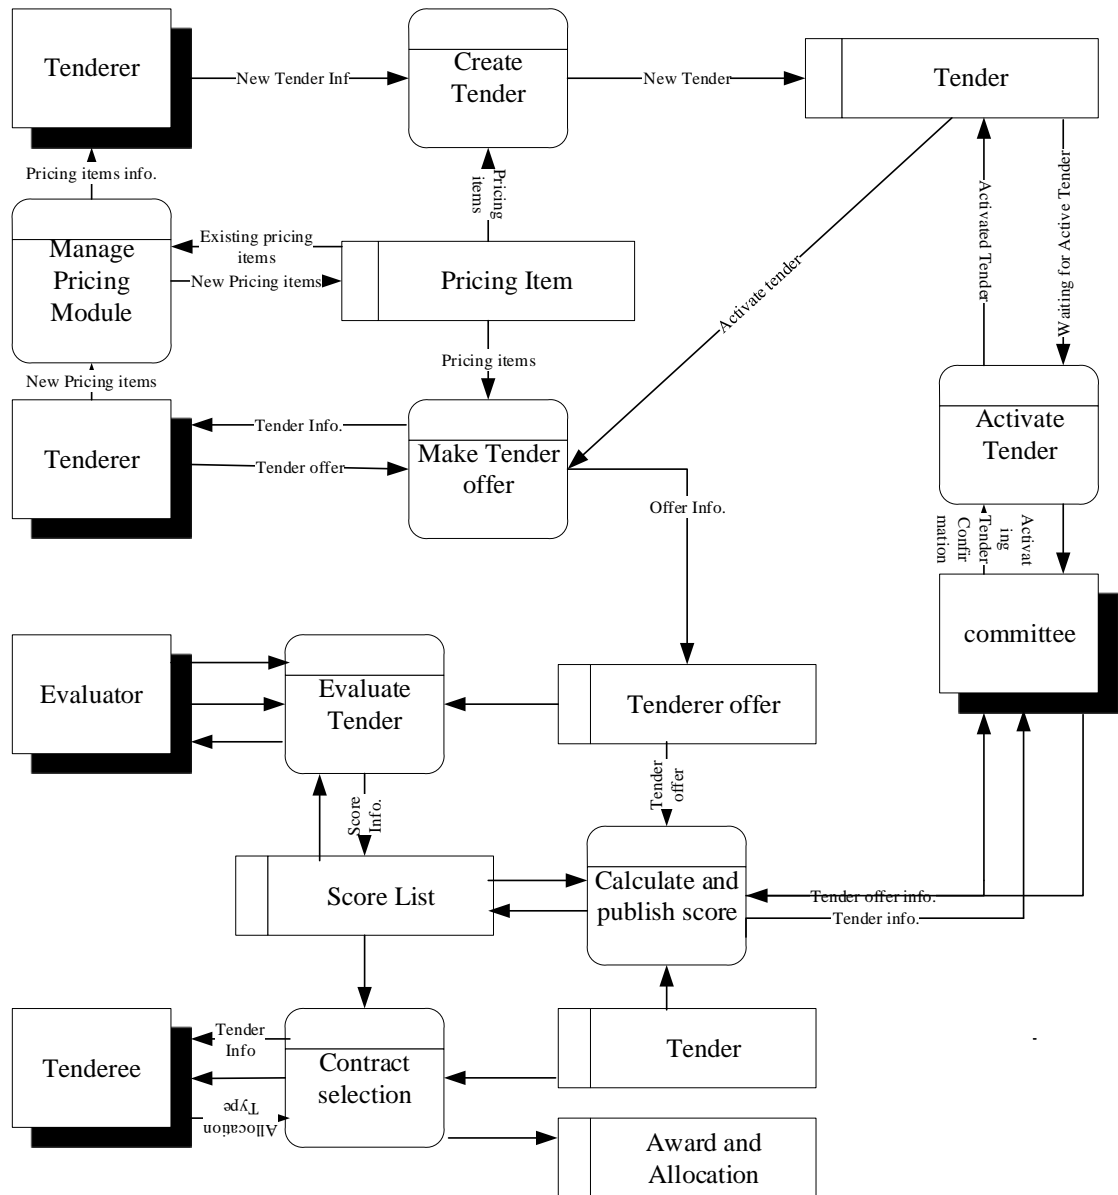 Tenderer
New Tender Inf
Create
Tender
New Tender
Tender
Pricing items info.
Pricing
items
Activated Tender
Waiting for Active Tender
Manage
Pricing
Module
Existing pricing
items
New Pricing items
Pricing Item
Activate tender
New Pricing items
Pricing items
Tenderer
Tender Info.
Tender offer
Make Tender
offer
Offer Info.
Activate
Tender
Activat
ing
Tender
Confir
mation
committee
Evaluator
Evaluate
Tender
Tenderer offer
Score
Info.
Tender
offer
Score List
Calculate and
publish score
Tender offer info.
Tender info.
Tenderee
Tender
Info
Allocation
Type
Contract
selection
Tender
Award and
Allocation